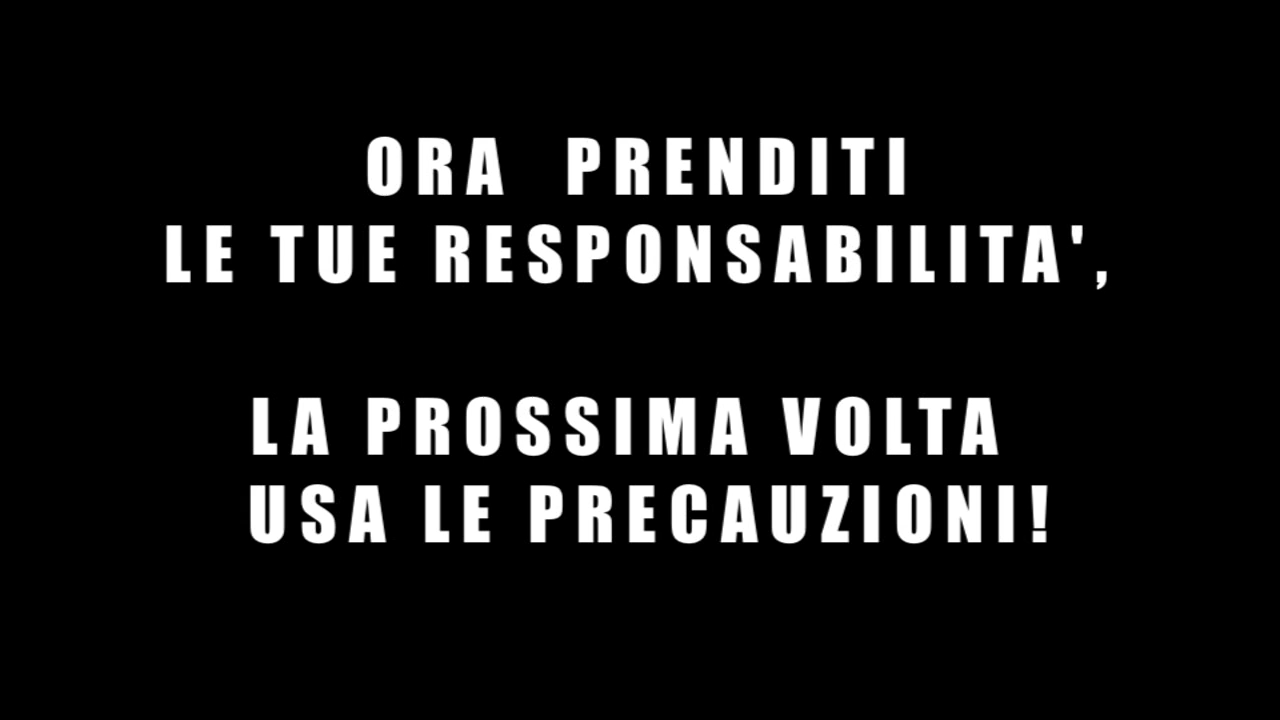 ORA PRENDITI
LE TUE RESPONSABILITA',
LA PROSSIMA VOLTA
USA LE PRECAUZIONI!